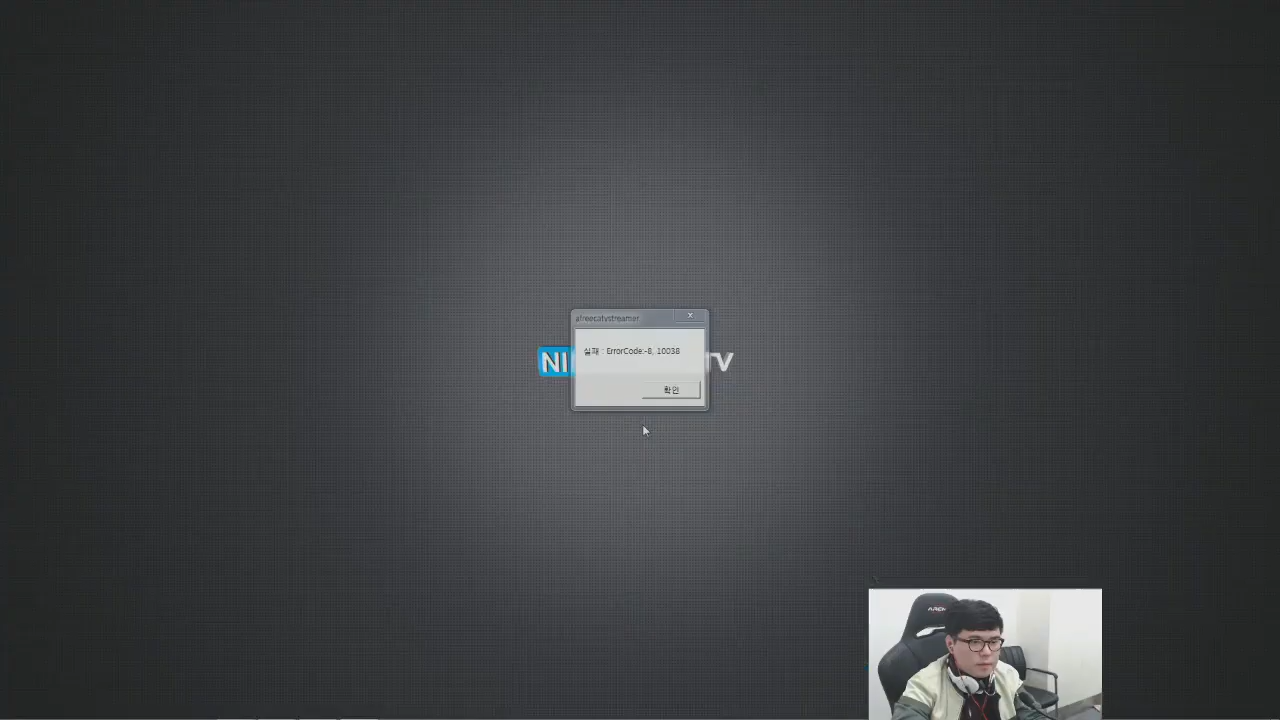 afreecatvstreamer
실패 : ErrorCode:-8, 10038
NI
TV
확인